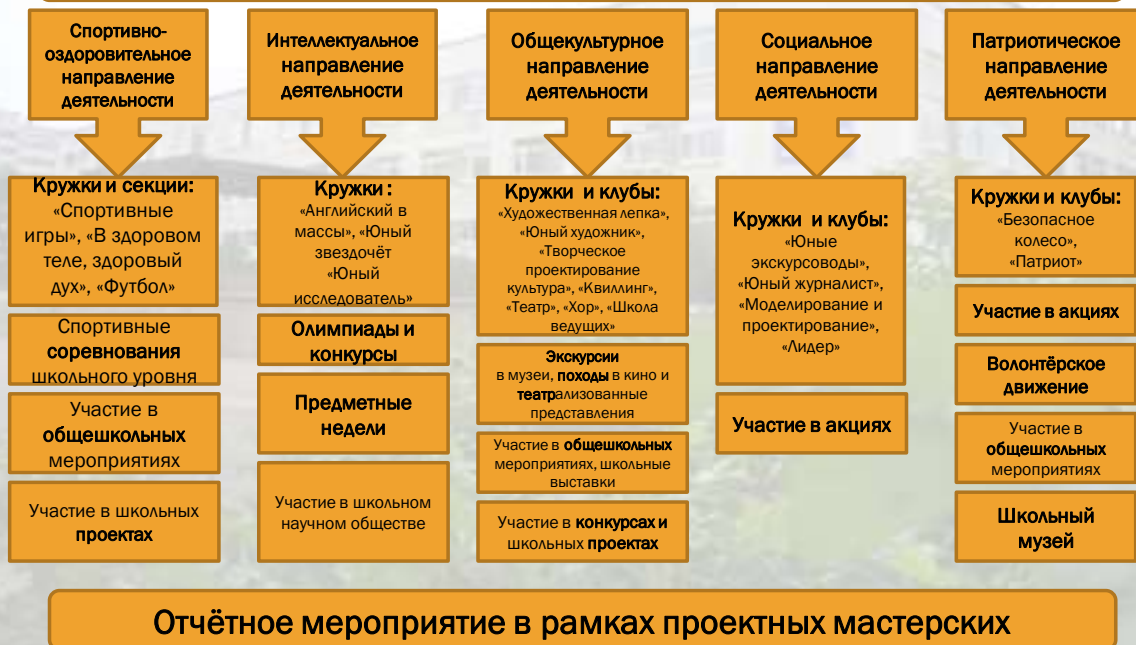 Спортивно-
оздоровительное
направление
деятельности
Кружки и секции:
«Спортивные
игры», «В здоровом
теле, здоровый
дух», «Футбол»
Спортивные
соревнования
школьного уровня
Участие в
общешкольных
мероприятиях
Участие в школьных
проектах
Интеллектуальное
направление
деятельности
Кружки :
«Английский в
массы», «Юный
звездочёт
«Юный
исследователь»
Олимпиады и
конкурсы
Предметные
недели
Участие в школьном
научном обществе
Общекультурное
направление
деятельности
Кружки и клубы:
«Художественная лепка»,
«Юный художник»,
«Творческое
проектирование
культура», «Квиллинг»,
«Театр», «Хор», «Школа
ведущих»
Экскурсии
в музеи, походы в кино и
театрализованные
представления
Участие в общешкольных
мероприятиях, школьные
выставки
Участие в конкурсах и
школьных проектах
Социальное
направление
деятельности
Кружки и клубы:
«Юные
экскурсоводы»,
«Юный журналист»,
«Моделирование и
проектирование»,
«Лидер»
Участие в акциях
Патриотическое
направление
деятельности
Кружки и клубы:
«Безопасное
колесо»,
«Патриот»
Участие в акциях
Волонтёрское
движение
Участие в
общешкольных
мероприятиях
Школьный
музей
Отчётное мероприятие в рамках проектных мастерских